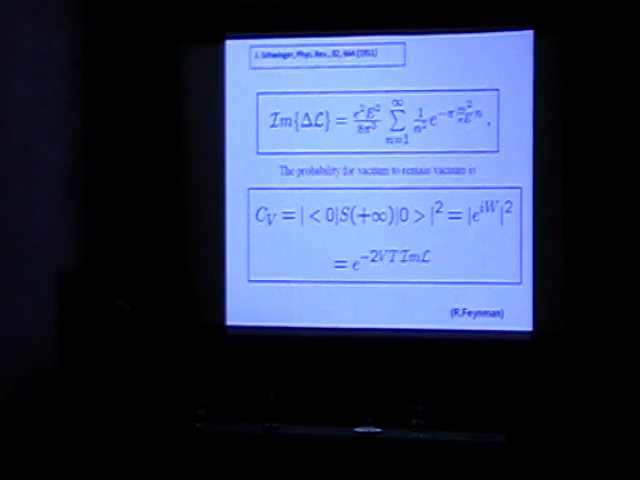 J. Schwinger, Phys. Rev., 82, 664 (1951)
Im{Δℒ} = e²E²/8π³ ∑_{n=1}^{∞} 1/n² e^{-π m²/eE n},
The probability for vacuum to remain vacuum is
C_V = | < 0|S(+∞)|0 > |² = |e^{iW}|²
= e^{-2VT Imℒ}
(R.Feynman)